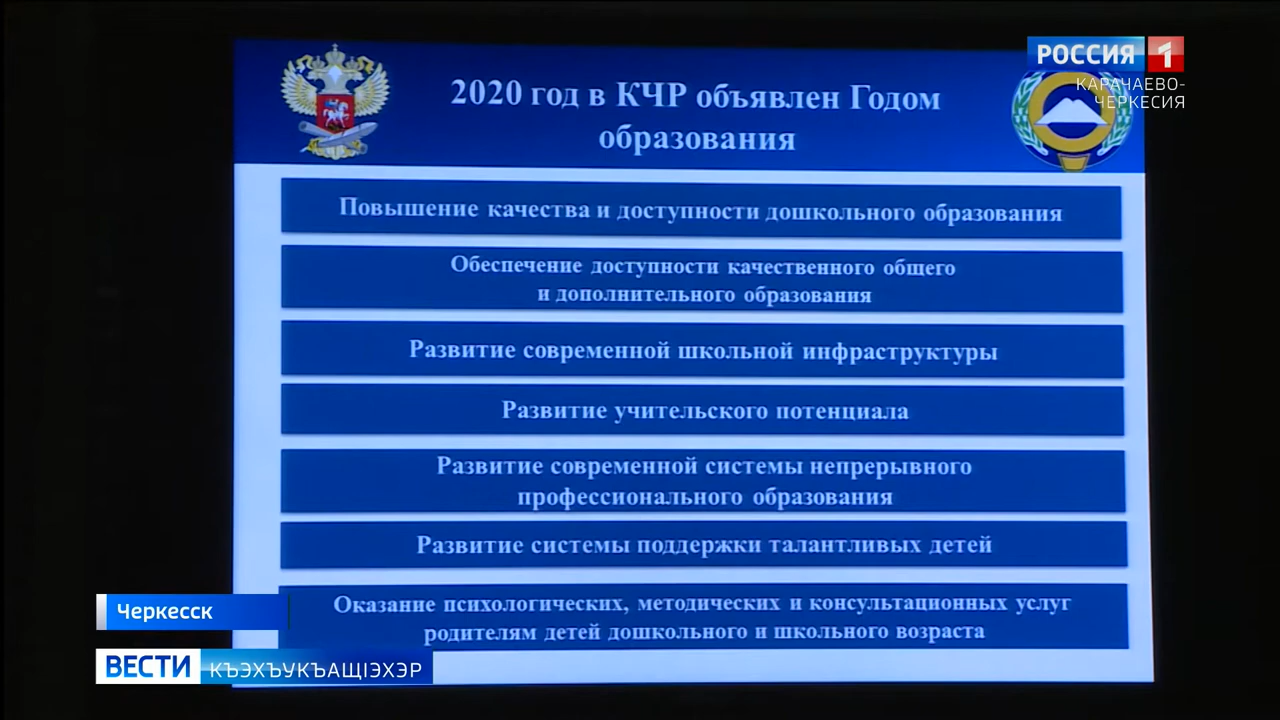 РОССИЯ 1
КАРАЧАЕВО-
ЧЕРКЕСИЯ
2020 год в КЧР объявлен Годом
образования
Повышение качества и доступности дошкольного образования
Обеспечение доступности качественного общего
и дополнительного образования
Развитие современной школьной инфраструктуры
Развитие учительского потенциала
Развитие современной системы непрерывного
профессионального образования
Развитие системы поддержки талантливых детей
Оказание психологических, методических и консультационных услуг
родителям детей дошкольного и школьного возраста
Черкесск
ВЕСТИ КЪЭХЪУКЪАЩIЭХЭР